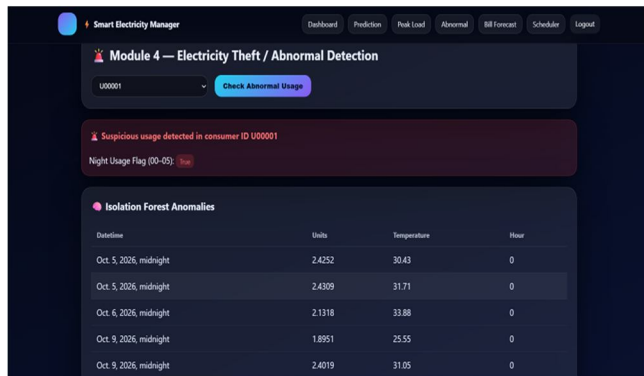 Smart Electricity Manager
Dashboard Prediction Peak Load Abnormal Bill Forecast Scheduler Logout
Module 4 — Electricity Theft / Abnormal Detection
U00001 Check Abnormal Usage
Suspicious usage detected in consumer ID U00001
Night Usage Flag (00–05): True
Isolation Forest Anomalies
Datetime Units Temperature Hour
Oct. 5, 2026, midnight 2.4252 30.43 0
Oct. 5, 2026, midnight 2.4309 31.71 0
Oct. 6, 2026, midnight 2.1318 33.88 0
Oct. 9, 2026, midnight 1.8951 25.55 0
Oct. 9, 2026, midnight 2.4019 31.05 0